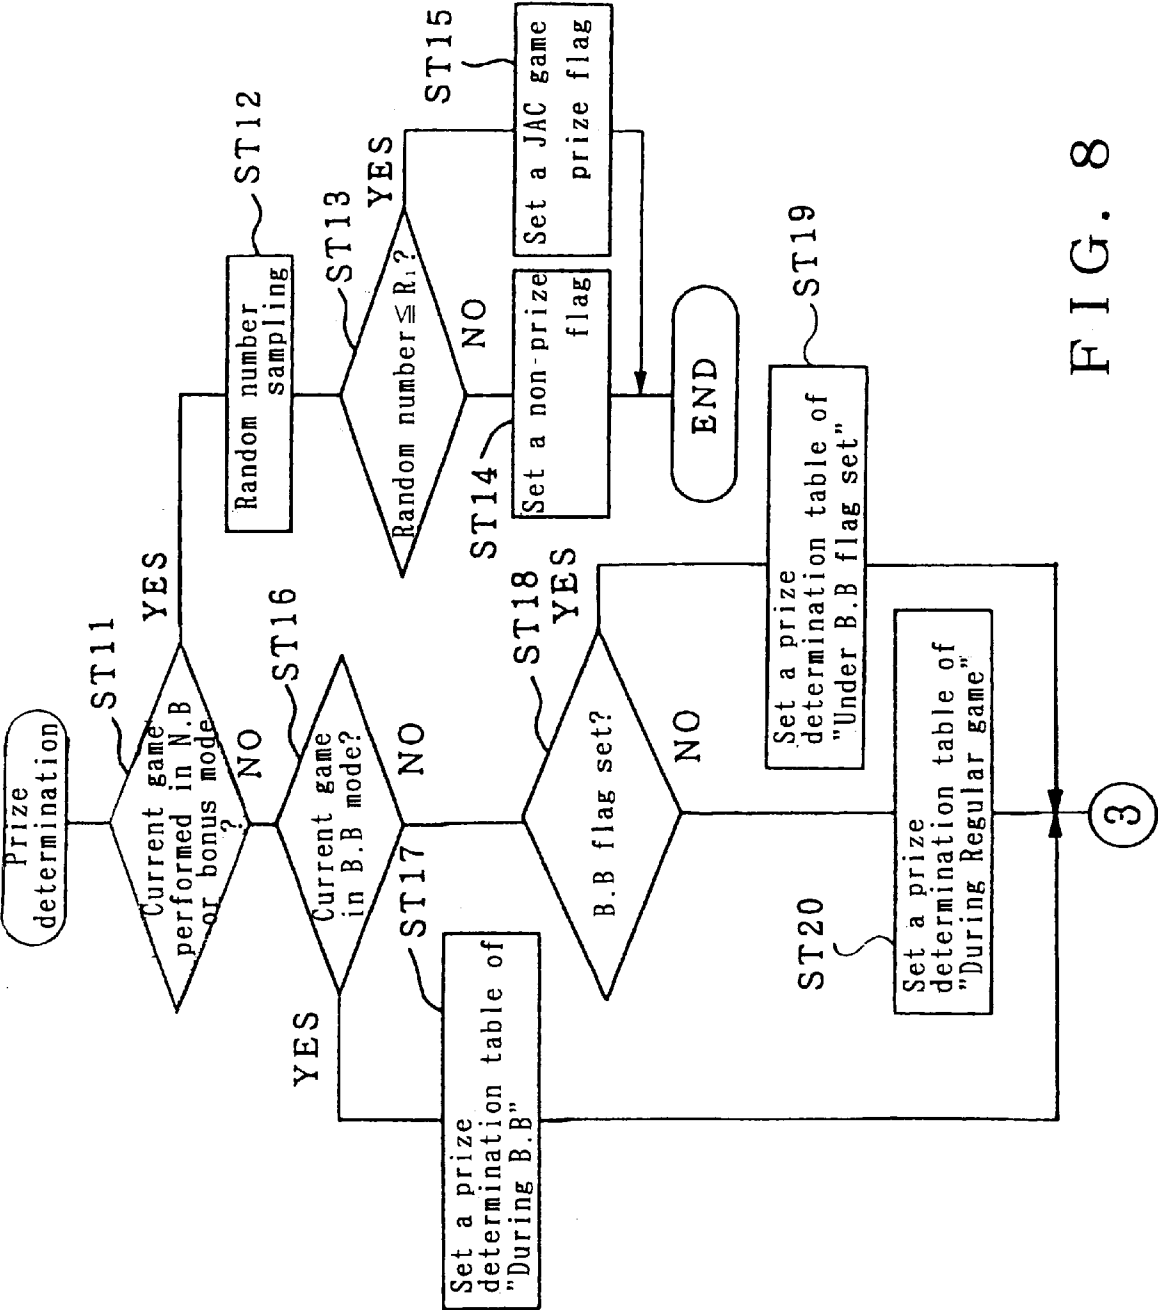 Prize
determination
ST11
Current game
performed in N.B
or bonus mode
?
YES
NO
ST12
Random number
sampling
ST13
Random number≦R₁?
YES
NO
ST14
Set a non-prize
flag
ST15
Set a JAC game
prize flag
END
ST16
Current game
in B.B mode?
YES
NO
ST17
Set a prize
determination table of
"During B.B"
ST18
B.B flag set?
YES
NO
ST19
Set a prize
determination table of
"Under B.B flag set"
ST20
Set a prize
determination table of
"During Regular game"
3
FIG. 8